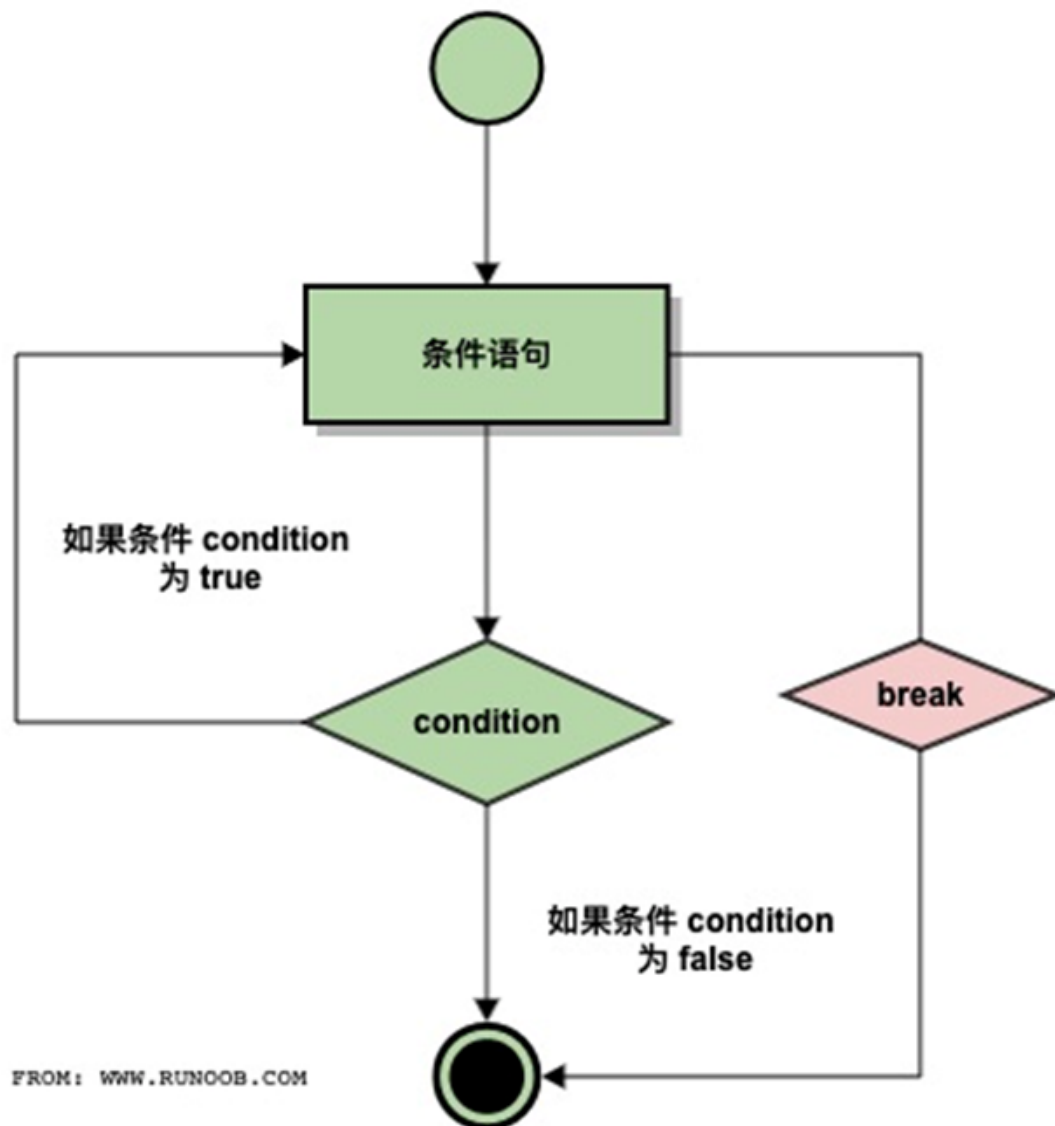 条件语句
如果条件 condition
为 true
condition
break
如果条件 condition
为 false
FROM: WWW.RUNOOB.COM